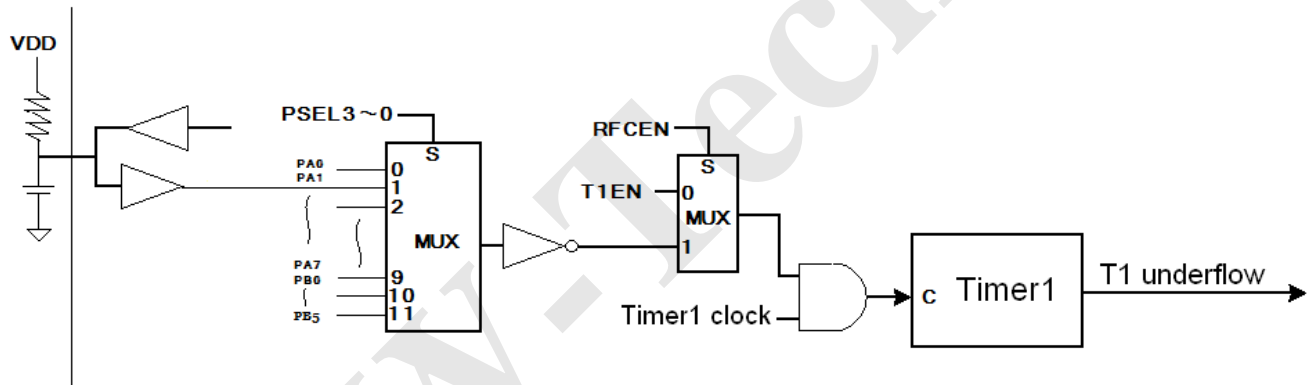 VDD
PSEL3~0
S
PA0
0
PA1
1
2
MUX
PA7
9
PB0
10
11
PB5
RFCEN
S
T1EN
0
MUX
1
Timer1 clock
C
Timer1
T1 underflow